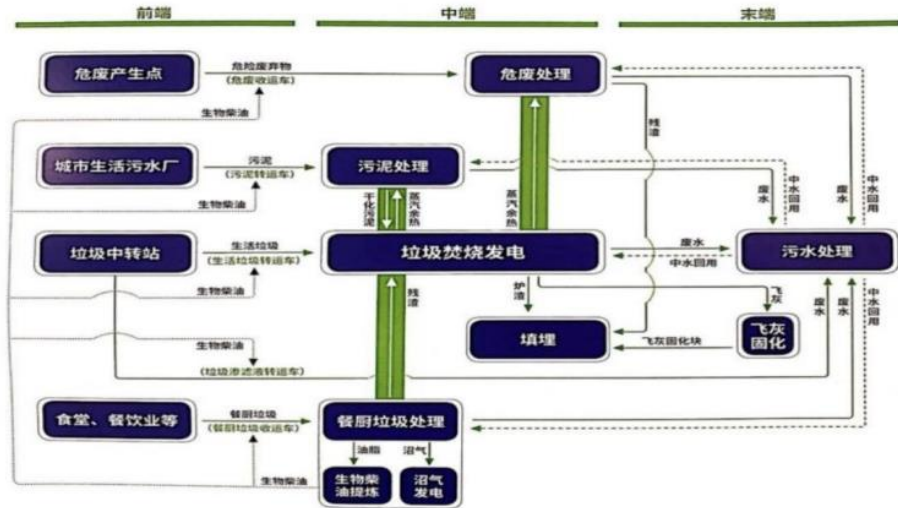 前端
中端
末端
危废产生点
危险废弃物
(危废收运车)
危废处理
生物柴油
残渣
城市生活污水厂
污泥
(污泥转运车)
污泥处理
生物柴油
干化污泥
蒸汽余热
蒸汽余热
废水
中水回用
废水
中水回用
垃圾中转站
生活垃圾
(生活垃圾转运车)
垃圾焚烧发电
废水
中水回用
污水处理
生物柴油
残渣
炉渣
飞灰
废水
废水
中水回用
填埋
飞灰固化块
飞灰
固化
生物柴油
(垃圾渗滤液转运车)
食堂、餐饮业等
餐厨垃圾
(餐厨垃圾收运车)
餐厨垃圾处理
油脂
沼气
生物柴油
生物柴
油提炼
沼气
发电